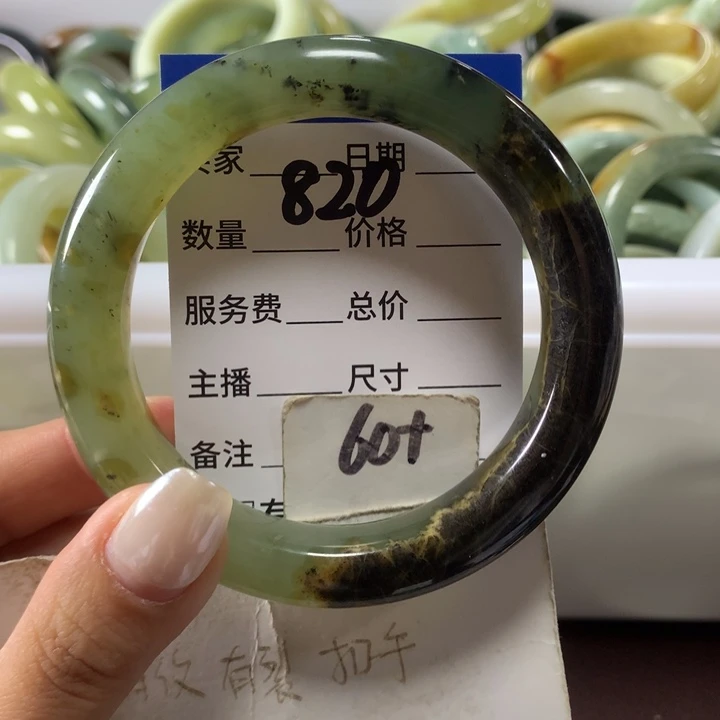 家 日期
820
数量 价格
服务费 总价
主播 尺寸
备注
60+
有裂 扣手